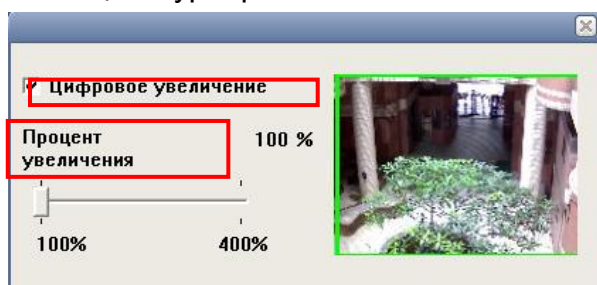 Цифровое увеличение
Процент 100 %
увеличения
100% 400%